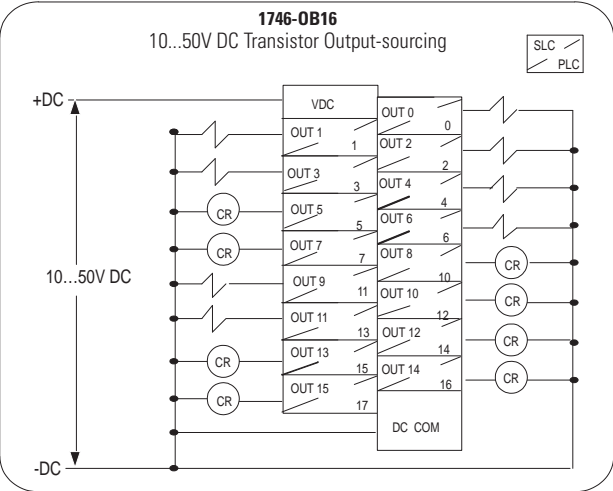 1746-OB16
10...50V DC Transistor Output-sourcing
SLC
PLC
+DC
VDC
OUT 0
0
OUT 1
1
OUT 2
2
OUT 3
3
OUT 4
4
CR
OUT 5
5
OUT 6
6
CR
OUT 7
7
OUT 8
10
CR
10...50V DC
OUT 9
11
OUT 10
12
CR
OUT 11
13
OUT 12
14
CR
CR
OUT 13
15
OUT 14
16
CR
CR
OUT 15
17
DC COM
-DC